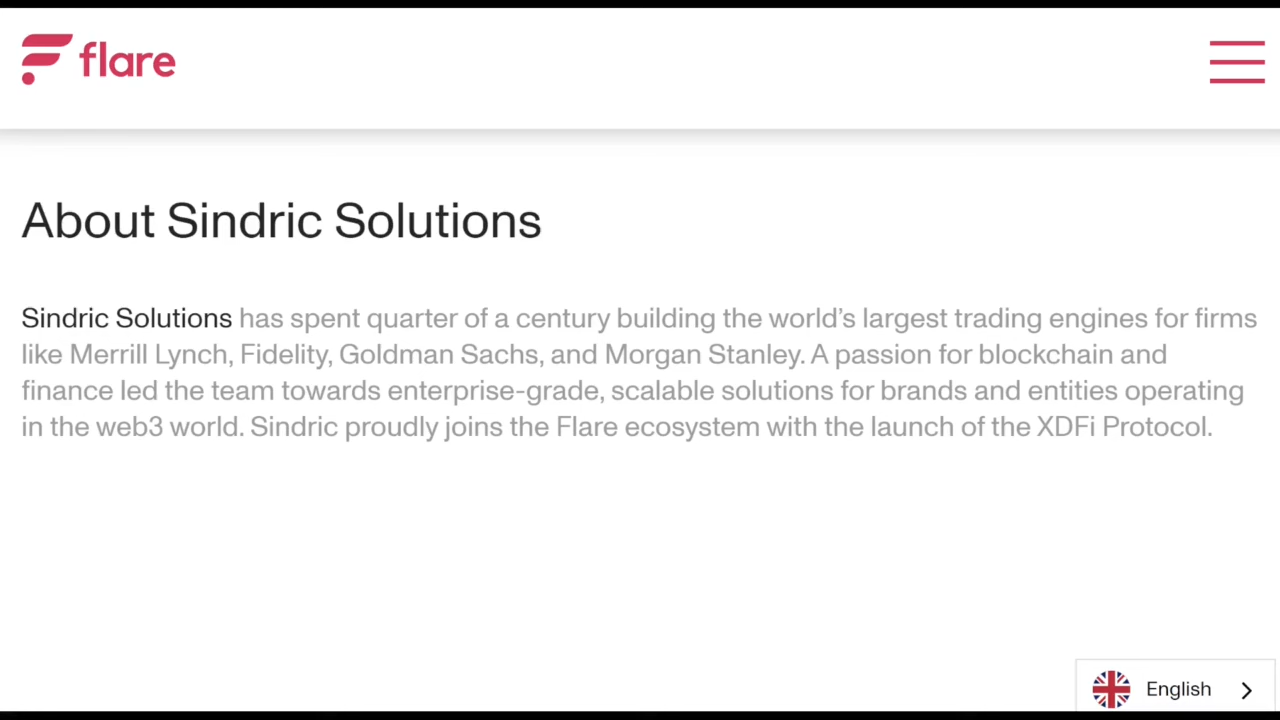 flare
About Sindric Solutions
Sindric Solutions has spent quarter of a century building the world’s largest trading engines for firms
like Merrill Lynch, Fidelity, Goldman Sachs, and Morgan Stanley. A passion for blockchain and
finance led the team towards enterprise-grade, scalable solutions for brands and entities operating
in the web3 world. Sindric proudly joins the Flare ecosystem with the launch of the XDFi Protocol.
English